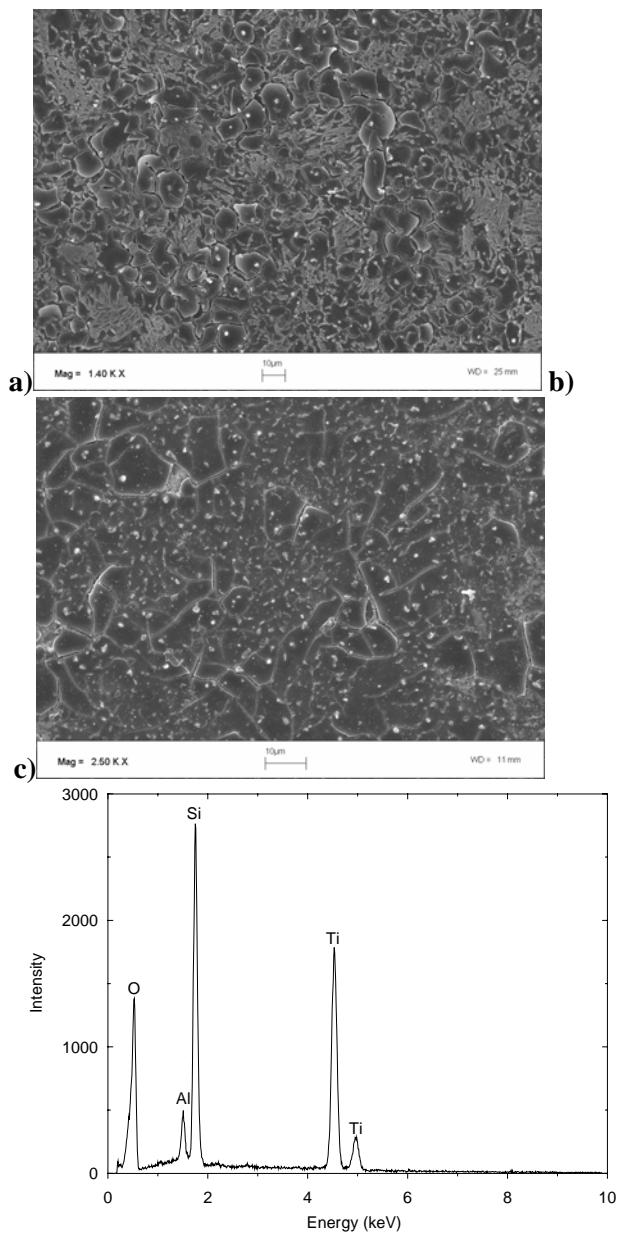 10µm
Mag = 1.40 K X WD = 25 mm
a) b)
10µm
Mag = 2.50 K X WD = 11 mm
c)
3000
Si
Ti
2000
O
Intensity
1000
Al
Ti
0
0 2 4 6 8 10
Energy (keV)